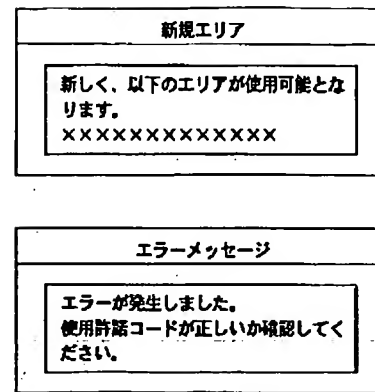 新規エリア
新しく、以下のエリアが使用可能とな
ります。
×××××××××××××
エラーメッセージ
エラーが発生しました。
使用許諾コードが正しいか確認してく
ださい。